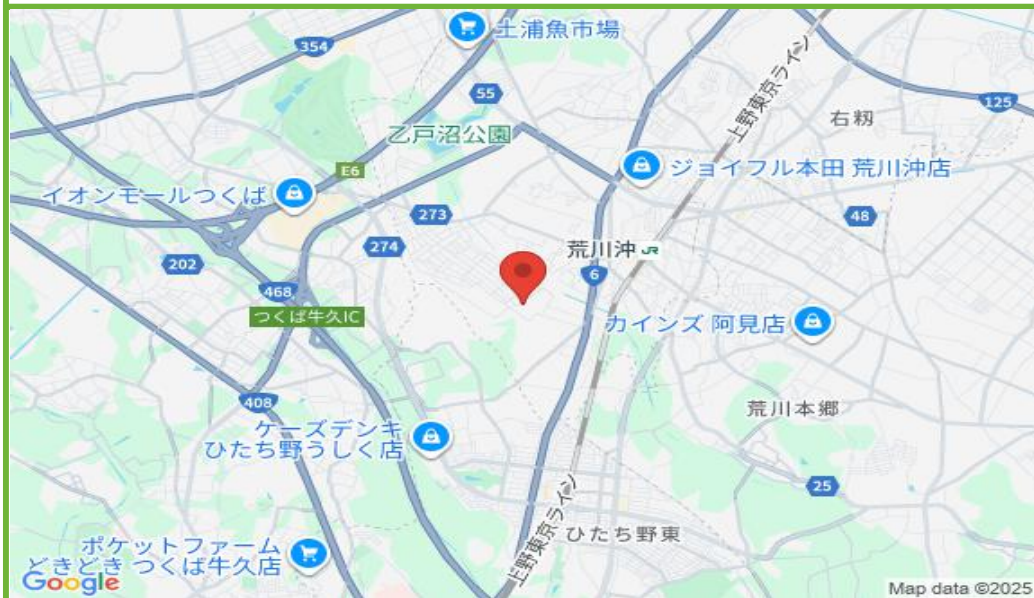 土浦魚市場
354
55
125
上野東京ライン
右籾
乙戸沼公園
E6
ジョイフル本田 荒川沖店
イオンモールつくば
273
48
274
荒川沖 JR
202
6
468
つくば牛久IC
カインズ 阿見店
408
荒川本郷
ケーズデンキ
ひたち野うしく店
25
上野東京ライン
ひたち野東
ポケットファーム
どきどき つくば牛久店
Google
Map data ©2025